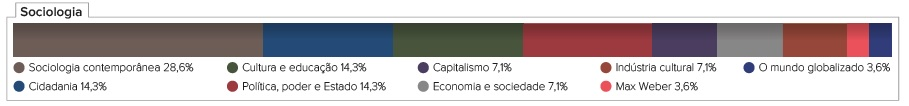 Sociologia
Sociologia contemporânea 28,6%
Cultura e educação 14,3%
Capitalismo 7,1%
Indústria cultural 7,1%
O mundo globalizado 3,6%
Cidadania 14,3%
Política, poder e Estado 14,3%
Economia e sociedade 7,1%
Max Weber 3,6%